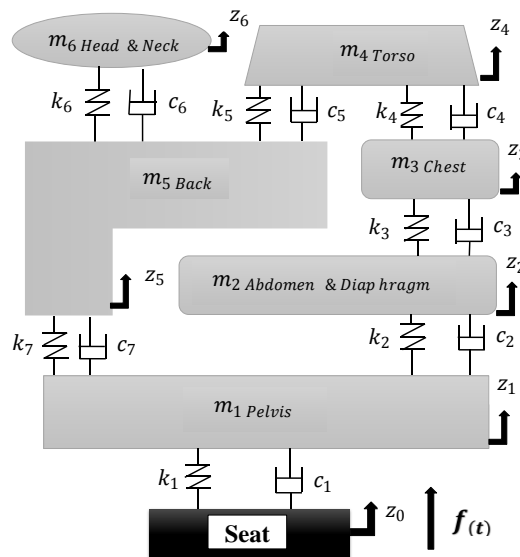 m6 Head & Neck
z6
m4 Torso
z4
k6
c6
k5
c5
k4
c4
m5 Back
m3 Chest
k3
c3
z5
m2 Abdomen & Diap hragm
z2
k7
c7
k2
c2
m1 Pelvis
z1
k1
c1
Seat
z0
f(t)